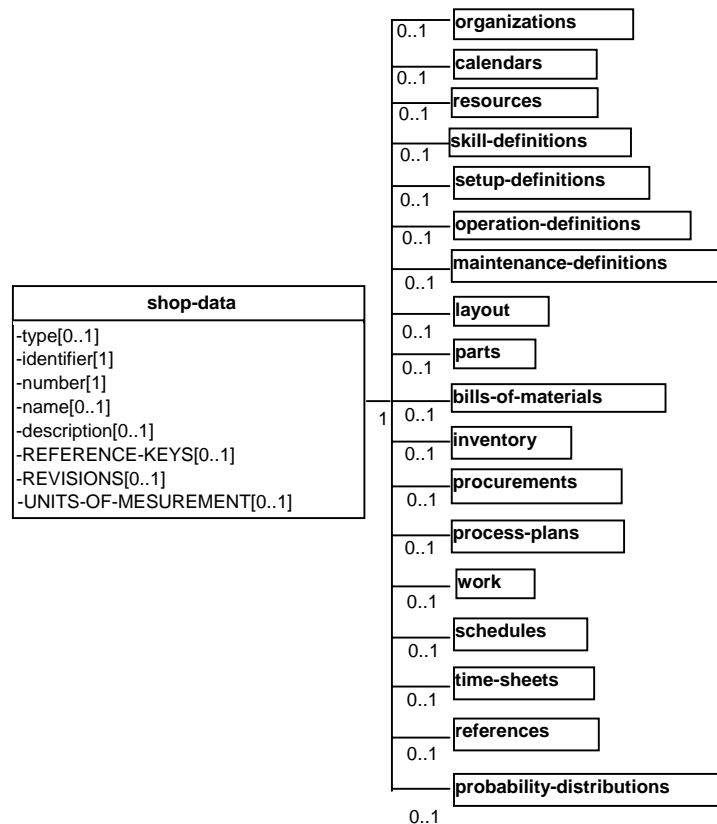 organizations
0..1
calendars
0..1
resources
0..1
skill-definitions
0..1
setup-definitions
0..1
operation-definitions
0..1
maintenance-definitions
0..1
shop-data
-type[0..1]
-identifier[1]
-number[1]
-name[0..1]
-description[0..1]
-REFERENCE-KEYS[0..1]
-REVISIONS[0..1]
-UNITS-OF-MESUREMENT[0..1]
1
layout
0..1
parts
0..1
bills-of-materials
0..1
inventory
0..1
procurements
0..1
process-plans
0..1
work
0..1
schedules
0..1
time-sheets
0..1
references
0..1
probability-distributions
0..1